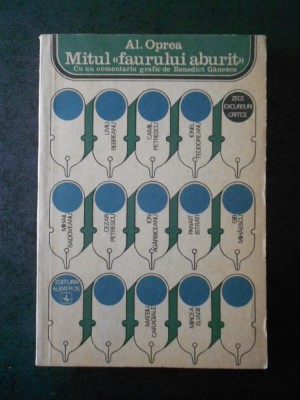 Al. Oprea
Mitul «faurului aburit»
Cu un comentariu grafic de Benedict Gănescu
LIVIU
REBREANU
CAMIL
PETRESCU
IONEL
TEODOREANU
ZECE
EXCURSURI
CRITICE
MIHAIL
SADOVEANU
CEZAR
PETRESCU
ION
AGÂRBICEANU
PANAIT
ISTRATI
GIB
MIHĂESCU
EDITURA
ALBATROS
MATEIU
CARAGIALE
MIRCEA
ELIADE